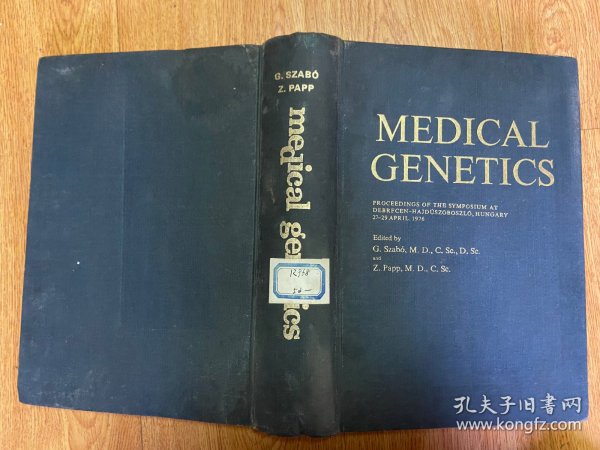 G. SZABÓ
Z. PAPP
medical genetics
12968
MEDICAL
GENETICS
PROCEEDINGS OF THE SYMPOSIUM AT
DEBRECEN-HAJDÚSZOBOSZLÓ, HUNGARY
27-29 APRIL, 1976
Edited by
G. Szabó, M. D., C. Sc., D. Sc.
and
Z. Papp, M. D., C. Sc.
孔夫子旧书网
www.kongfz.com